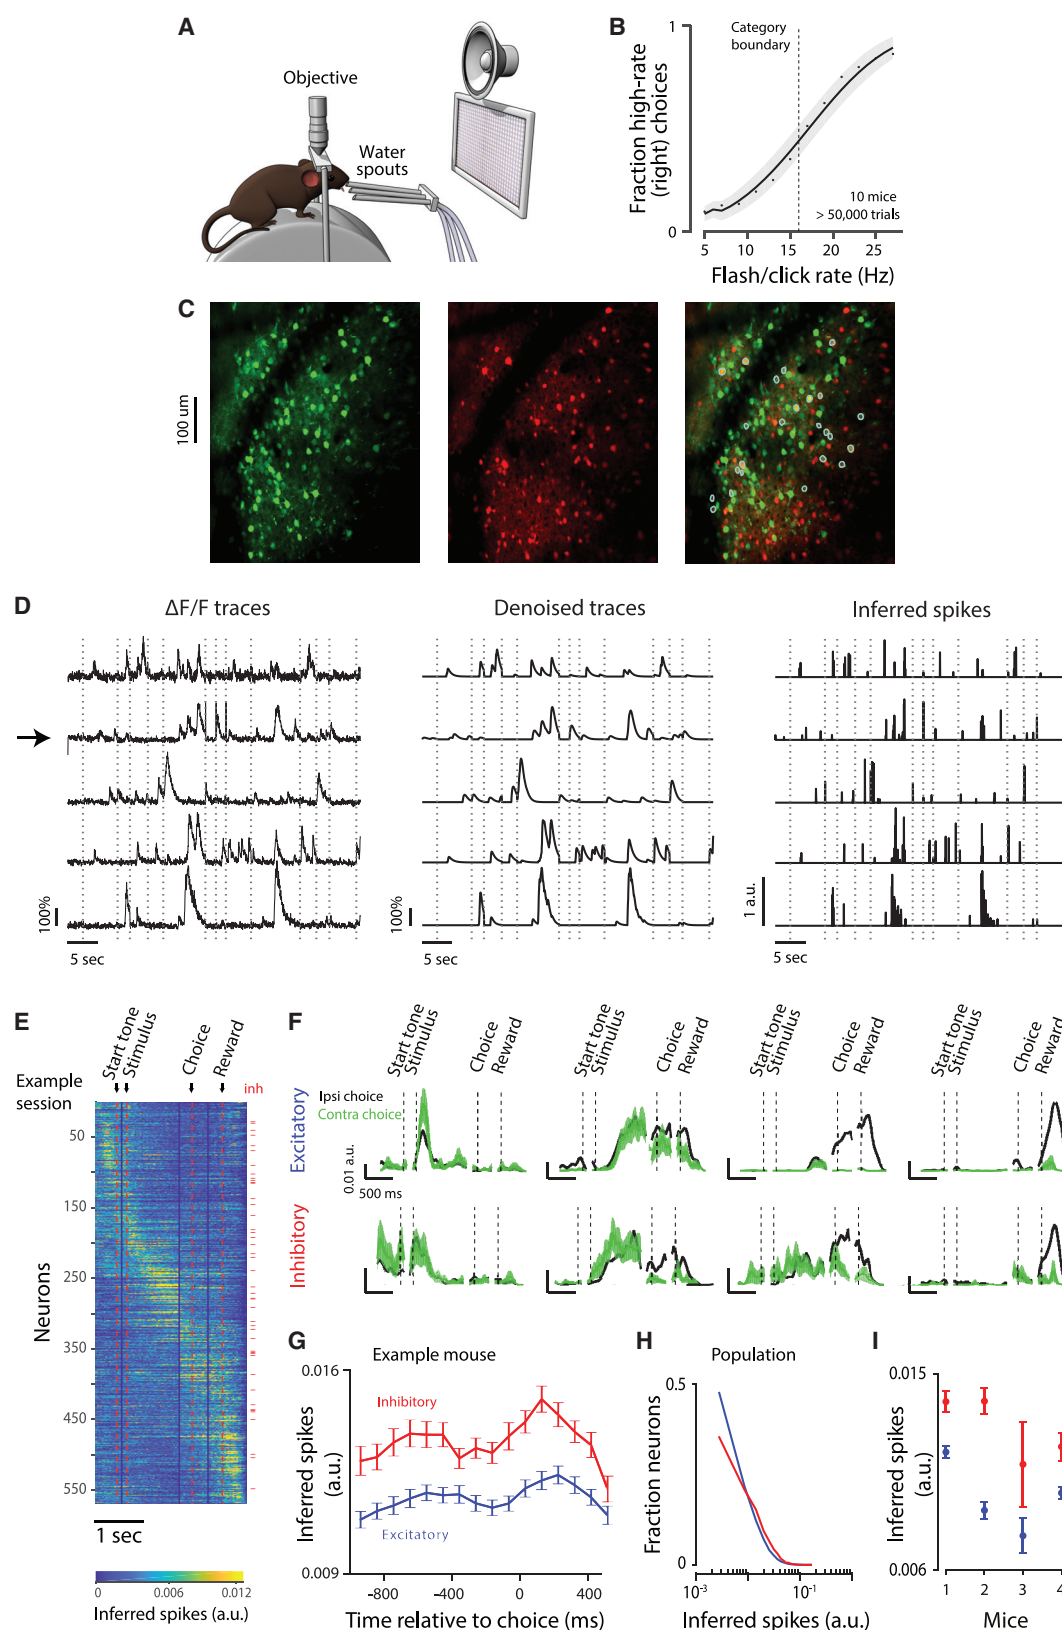 A
Objective
Water
spouts
B
1
Fraction high-rate
(right) choices
0
Category
boundary
10 mice
> 50,000 trials
5 10 15 20 25
Flash/click rate (Hz)
C
100 um
D
ΔF/F traces
Denoised traces
Inferred spikes
100%
5 sec
100%
5 sec
1 a.u.
5 sec
E
Start tone
Stimulus
Choice
Reward
Example
session
inh
50
150
250
350
450
550
Neurons
1 sec
0 0.006 0.012
Inferred spikes (a.u.)
F
Start tone
Stimulus
Choice
Reward
Start tone
Stimulus
Choice
Reward
Start tone
Stimulus
Choice
Reward
Start tone
Stimulus
Choice
Reward
Excitatory
Ipsi choice
Contra choice
0.01 a.u.
500 ms
Inhibitory
G
Example mouse
0.016
Inhibitory
Inferred spikes
(a.u.)
Excitatory
0.009
-800 -400 0 400
Time relative to choice (ms)
H
Population
0.5
Fraction neurons
0
10⁻³ 10⁻¹
Inferred spikes (a.u.)
I
0.015
Inferred spikes
(a.u.)
0.006
1 2 3 4
Mice